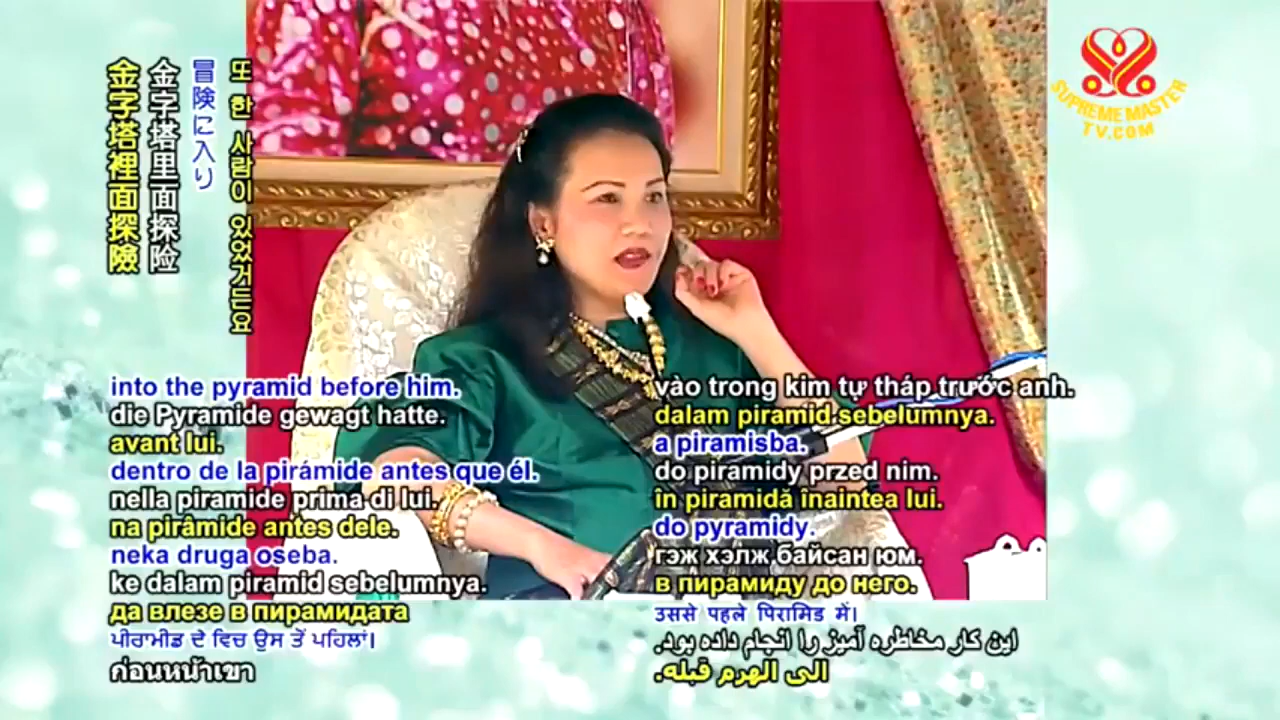 金字塔裡面探險
金字塔里面探险
冒険に入り
또 한 사람이 있었거든요
SUPREME MASTER
TV.COM
into the pyramid before him.
die Pyramide gewagt hatte.
avant lui.
dentro de la pirámide antes que él.
nella piramide prima di lui.
na pirâmide antes dele.
neka druga oseba.
ke dalam piramid sebelumnya.
да влезе в пирамидата
ਪੀਰਾਮੀਡ ਦੇ ਵਿਚ ਉਸ ਤੋਂ ਪਹਿਲਾਂ।
ก่อนหน้าเขา
vào trong kim tự tháp trước anh.
dalam piramid sebelumnya.
a piramisba.
do piramidy przed nim.
în piramidă înaintea lui.
do pyramidy.
гэж хэлж байсан юм.
в пирамиду до него.
उससे पहले पिरामिड में।
این کار مخاطره آمیز را انجام داده بود.
الى الهرم قبله.